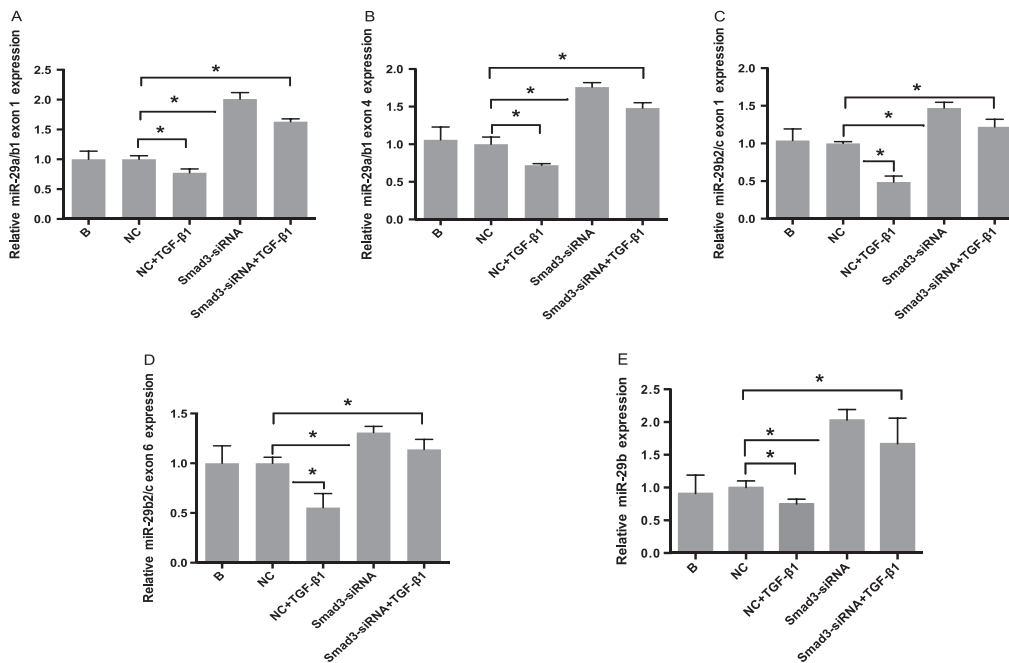 A
Relative miR-29a/b1 exon 1 expression
2.5
2.0
1.5
1.0
0.5
0.0
*
*
*
B
NC
NC+TGF-β1
Smad3-siRNA
Smad3-siRNA+TGF-β1
B
Relative miR-29a/b1 exon 4 expression
2.0
1.5
1.0
0.5
0.0
*
*
*
B
NC
NC+TGF-β1
Smad3-siRNA
Smad3-siRNA+TGF-β1
C
Relative miR-29b2/c exon 1 expression
2.0
1.5
1.0
0.5
0.0
*
*
*
B
NC
NC+TGF-β1
Smad3-siRNA
Smad3-siRNA+TGF-β1
D
Relative miR-29b2/c exon 6 expression
1.5
1.0
0.5
0.0
*
*
*
B
NC
NC+TGF-β1
Smad3-siRNA
Smad3-siRNA+TGF-β1
E
Relative miR-29b expression
2.5
2.0
1.5
1.0
0.5
0.0
*
*
*
B
NC
NC+TGF-β1
Smad3-siRNA
Smad3-siRNA+TGF-β1